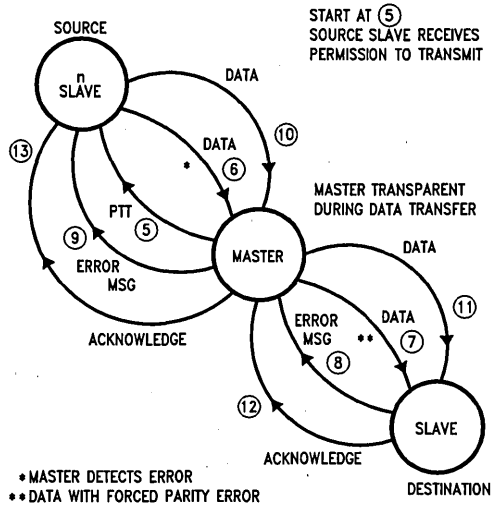 START AT 5
SOURCE SLAVE RECEIVES
PERMISSION TO TRANSMIT
SOURCE
n
SLAVE
DATA
10
13
DATA
*
6
PTT
5
9
ERROR
MSG
MASTER TRANSPARENT
DURING DATA TRANSFER
MASTER
DATA
11
ACKNOWLEDGE
ERROR
MSG
**
DATA
7
8
12
ACKNOWLEDGE
SLAVE
DESTINATION
*MASTER DETECTS ERROR
**DATA WITH FORCED PARITY ERROR